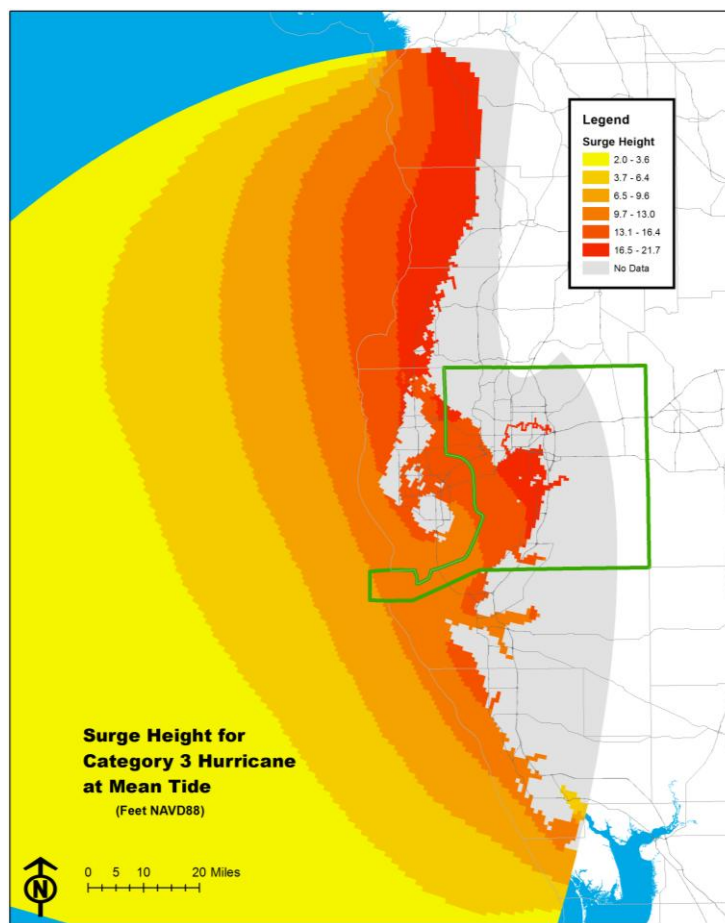 Legend
Surge Height
2.0 - 3.6
3.7 - 6.4
6.5 - 9.6
9.7 - 13.0
13.1 - 16.4
16.5 - 21.7
No Data
Surge Height for
Category 3 Hurricane
at Mean Tide
(Feet NAVD88)
N
0 5 10 20 Miles